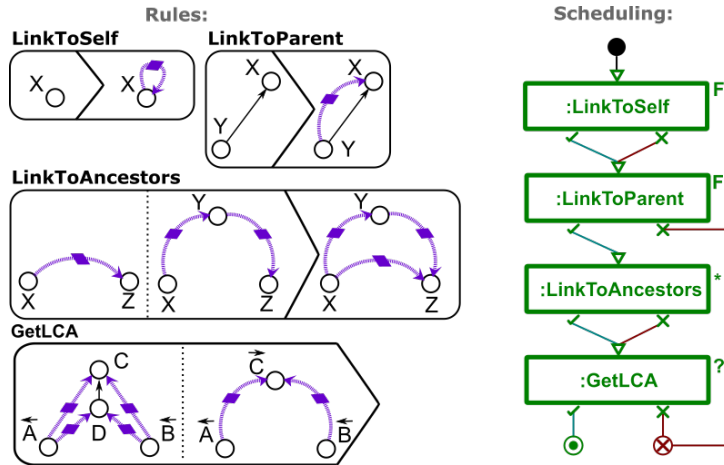 Rules:
Scheduling:
LinkToSelf
LinkToParent
X
X
X
Y
X
Y
LinkToAncestors
X
Z
Y
X
Z
Y
X
Z
GetLCA
C
A
D
B
C
A
B
:LinkToSelf
F
:LinkToParent
F
:LinkToAncestors
*
:GetLCA
?